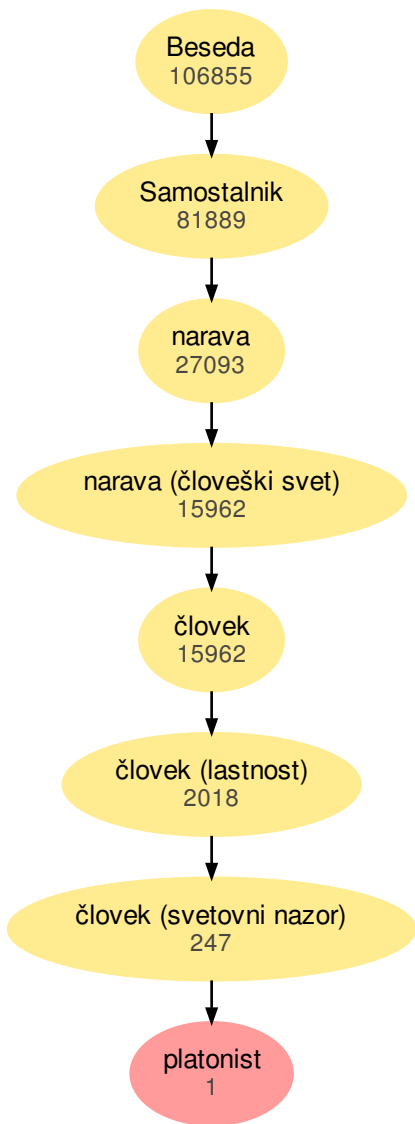 Beseda
106855
Samostalnik
81889
narava
27093
narava (človeški svet)
15962
človek
15962
človek (lastnost)
2018
človek (svetovni nazor)
247
platonist
1